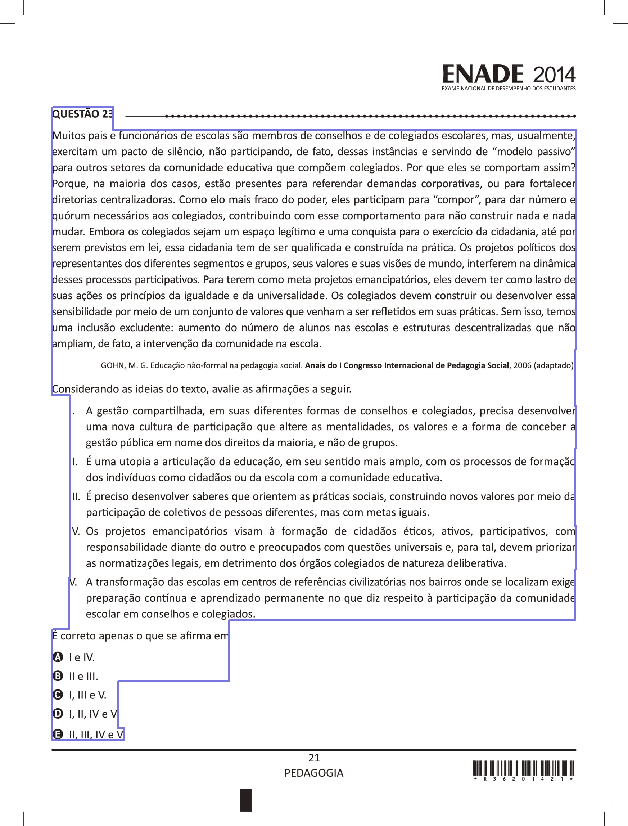 ENADE 2014
EXAME NACIONAL DE DESEMPENHO DOS ESTUDANTES
QUESTÃO 23
Muitos pais e funcionários de escolas são membros de conselhos e de colegiados escolares, mas, usualmente,
exercitam um pacto de silêncio, não participando, de fato, dessas instâncias e servindo de “modelo passivo”
para outros setores da comunidade educativa que compõem colegiados. Por que eles se comportam assim?
Porque, na maioria dos casos, estão presentes para referendar demandas corporativas, ou para fortalecer
diretorias centralizadoras. Como elo mais fraco do poder, eles participam para “compor”, para dar número e
quórum necessários aos colegiados, contribuindo com esse comportamento para não construir nada e nada
mudar. Embora os colegiados sejam um espaço legítimo e uma conquista para o exercício da cidadania, até por
serem previstos em lei, essa cidadania tem de ser qualificada e construída na prática. Os projetos políticos dos
representantes dos diferentes segmentos e grupos, seus valores e suas visões de mundo, interferem na dinâmica
desses processos participativos. Para terem como meta projetos emancipatórios, eles devem ter como lastro de
suas ações os princípios da igualdade e da universalidade. Os colegiados devem construir ou desenvolver essa
sensibilidade por meio de um conjunto de valores que venham a ser refletidos em suas práticas. Sem isso, temos
uma inclusão excludente: aumento do número de alunos nas escolas e estruturas descentralizadas que não
ampliam, de fato, a intervenção da comunidade na escola.
GOHN, M. G. Educação não-formal na pedagogia social. Anais do I Congresso Internacional de Pedagogia Social, 2006 (adaptado).
Considerando as ideias do texto, avalie as afirmações a seguir.
I. A gestão compartilhada, em suas diferentes formas de conselhos e colegiados, precisa desenvolver
uma nova cultura de participação que altere as mentalidades, os valores e a forma de conceber a
gestão pública em nome dos direitos da maioria, e não de grupos.
II. É uma utopia a articulação da educação, em seu sentido mais amplo, com os processos de formação
dos indivíduos como cidadãos ou da escola com a comunidade educativa.
III. É preciso desenvolver saberes que orientem as práticas sociais, construindo novos valores por meio da
participação de coletivos de pessoas diferentes, mas com metas iguais.
IV. Os projetos emancipatórios visam à formação de cidadãos éticos, ativos, participativos, com
responsabilidade diante do outro e preocupados com questões universais e, para tal, devem priorizar
as normatizações legais, em detrimento dos órgãos colegiados de natureza deliberativa.
V. A transformação das escolas em centros de referências civilizatórias nos bairros onde se localizam exige
preparação contínua e aprendizado permanente no que diz respeito à participação da comunidade
escolar em conselhos e colegiados.
É correto apenas o que se afirma em
A I e IV.
B II e III.
C I, III e V.
D I, II, IV e V
E II, III, IV e V
21
PEDAGOGIA
*R36201421*